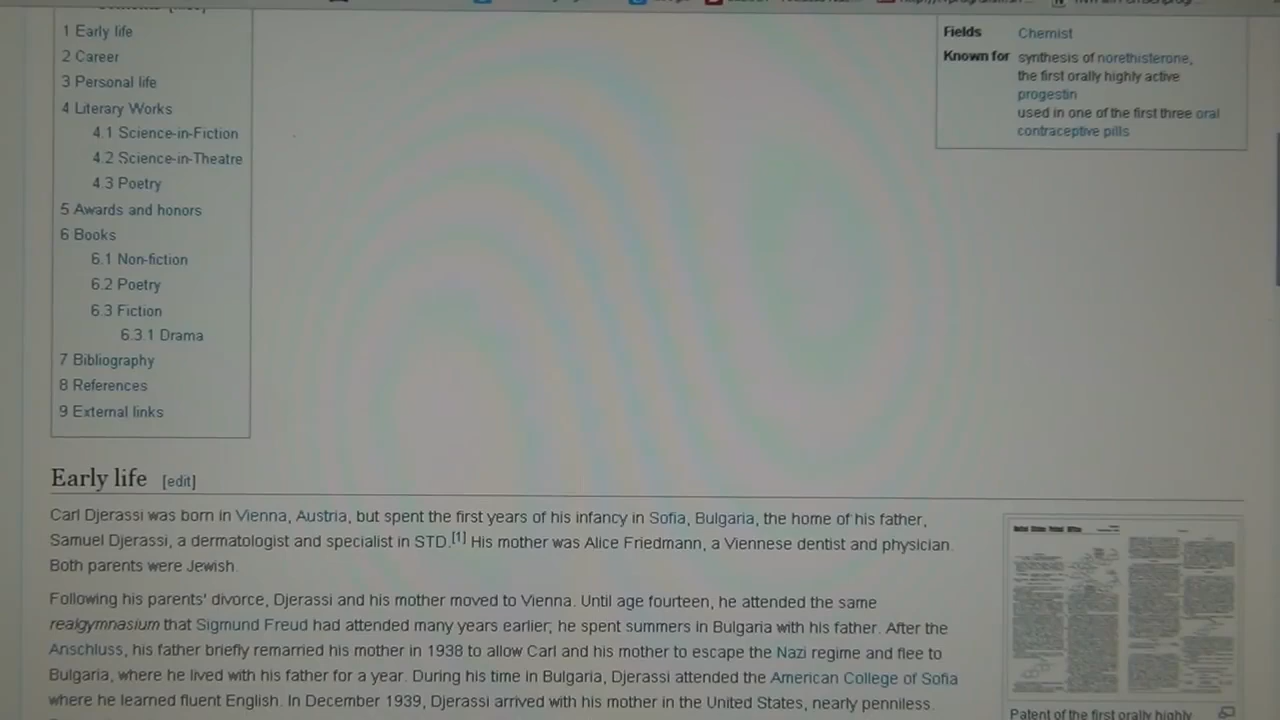 1 Early life
2 Career
3 Personal life
4 Literary Works
4.1 Science-in-Fiction
4.2 Science-in-Theatre
4.3 Poetry
5 Awards and honors
6 Books
6.1 Non-fiction
6.2 Poetry
6.3 Fiction
6.3.1 Drama
7 Bibliography
8 References
9 External links
Fields Chemist
Known for synthesis of norethisterone,
the first orally highly active
progestin
used in one of the first three oral
contraceptive pills
Early life [edit]
Carl Djerassi was born in Vienna, Austria, but spent the first years of his infancy in Sofia, Bulgaria, the home of his father,
Samuel Djerassi, a dermatologist and specialist in STD.[1] His mother was Alice Friedmann, a Viennese dentist and physician.
Both parents were Jewish.
Following his parents' divorce, Djerassi and his mother moved to Vienna. Until age fourteen, he attended the same
realgymnasium that Sigmund Freud had attended many years earlier; he spent summers in Bulgaria with his father. After the
Anschluss, his father briefly remarried his mother in 1938 to allow Carl and his mother to escape the Nazi regime and flee to
Bulgaria, where he lived with his father for a year. During his time in Bulgaria, Djerassi attended the American College of Sofia
where he learned fluent English. In December 1939, Djerassi arrived with his mother in the United States, nearly penniless.
United States Patent Office
Patent of the first orally highly